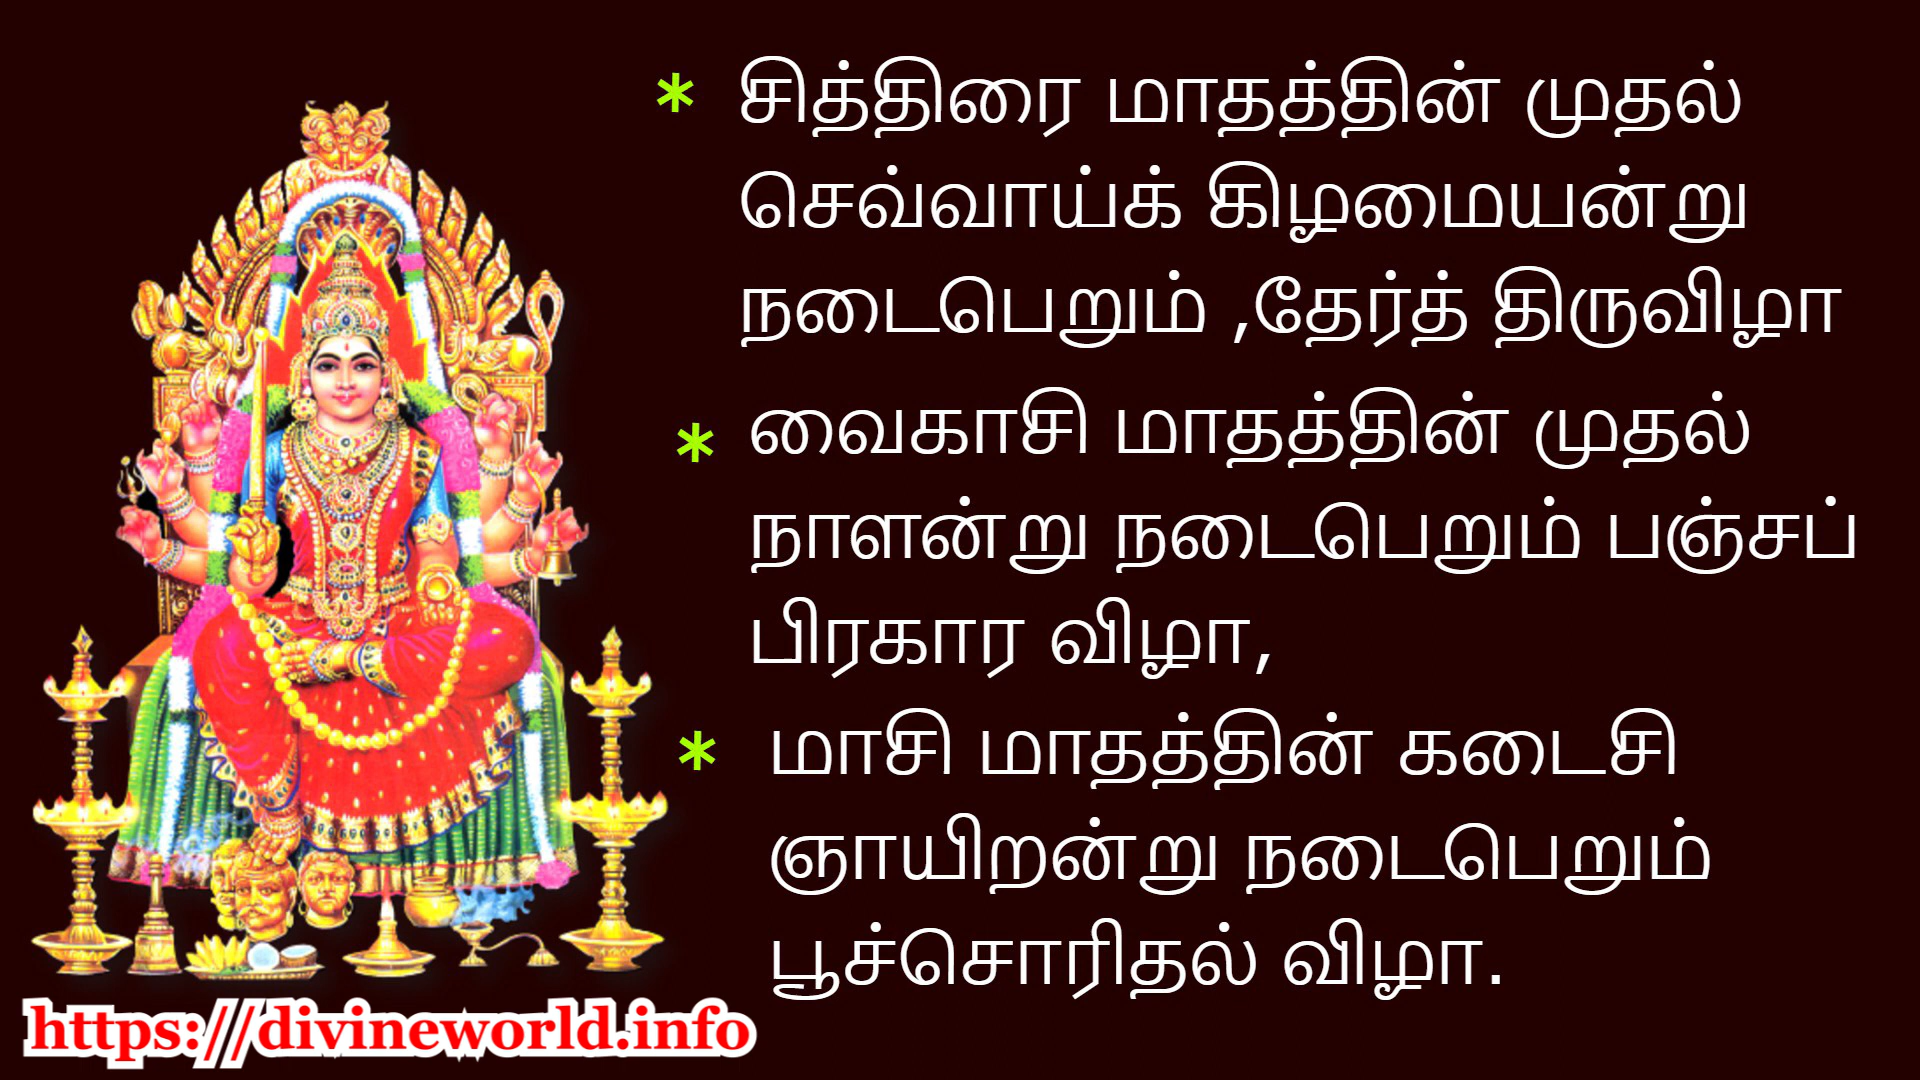 * சித்திரை மாதத்தின் முதல்
செவ்வாய்க் கிழமையன்று
நடைபெறும் ,தேர்த் திருவிழா
* வைகாசி மாதத்தின் முதல்
நாளன்று நடைபெறும் பஞ்சப்
பிரகார விழா,
* மாசி மாதத்தின் கடைசி
ஞாயிறன்று நடைபெறும்
பூச்சொரிதல் விழா.
https://divineworld.info